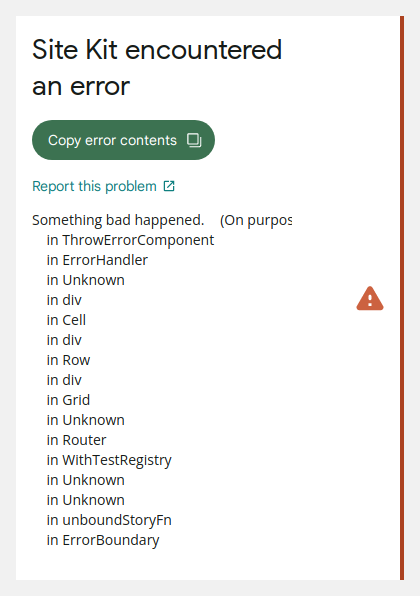 Site Kit encountered
an error
Copy error contents
Report this problem
Something bad happened. (On purpos
in ThrowErrorComponent
in ErrorHandler
in Unknown
in div
in Cell
in div
in Row
in div
in Grid
in Unknown
in Router
in WithTestRegistry
in Unknown
in Unknown
in unboundStoryFn
in ErrorBoundary